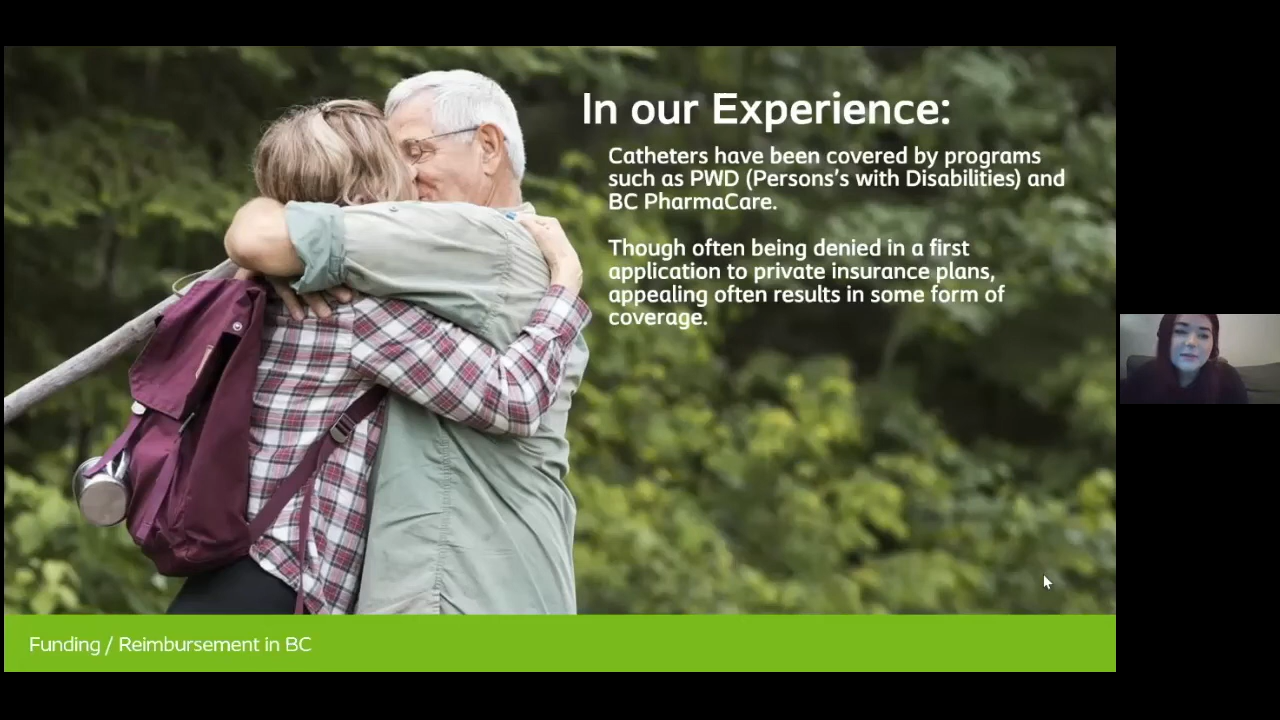 In our Experience:
Catheters have been covered by programs
such as PWD (Persons's with Disabilities) and
BC PharmaCare.
Though often being denied in a first
application to private insurance plans,
appealing often results in some form of
coverage.
Funding / Reimbursement in BC